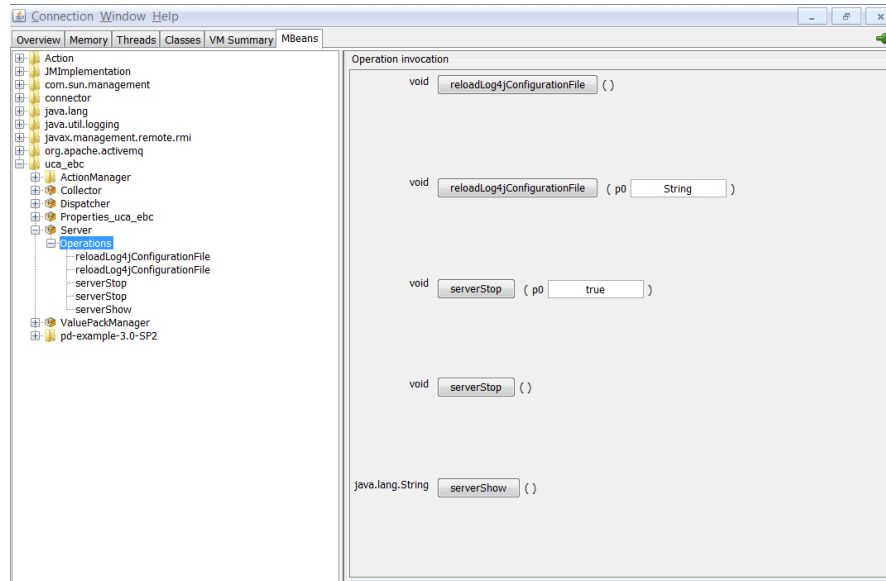 Connection Window Help
Overview Memory Threads Classes VM Summary MBeans
Action
JMImplementation
com.sun.management
connector
java.lang
java.util.logging
javax.management.remote.rmi
org.apache.activemq
uca_ebc
ActionManager
Collector
Dispatcher
Properties_uca_ebc
Server
Operations
reloadLog4jConfigurationFile
reloadLog4jConfigurationFile
serverStop
serverStop
serverShow
ValuePackManager
pd-example-3.0-SP2
Operation invocation
void reloadLog4jConfigurationFile ( )
void reloadLog4jConfigurationFile ( p0 String )
void serverStop ( p0 true )
void serverStop ( )
java.lang.String serverShow ( )